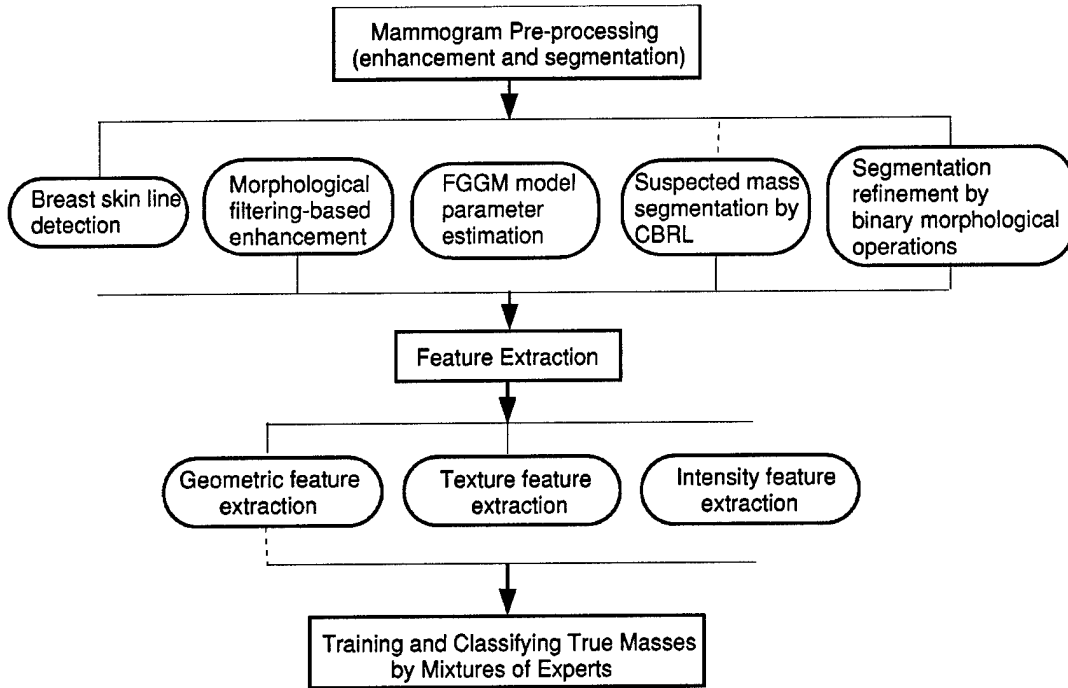 Mammogram Pre-processing
(enhancement and segmentation)
Breast skin line
detection
Morphological
filtering-based
enhancement
FGGM model
parameter
estimation
Suspected mass
segmentation by
CBRL
Segmentation
refinement by
binary morphological
operations
Feature Extraction
Geometric feature
extraction
Texture feature
extraction
Intensity feature
extraction
Training and Classifying True Masses
by Mixtures of Experts